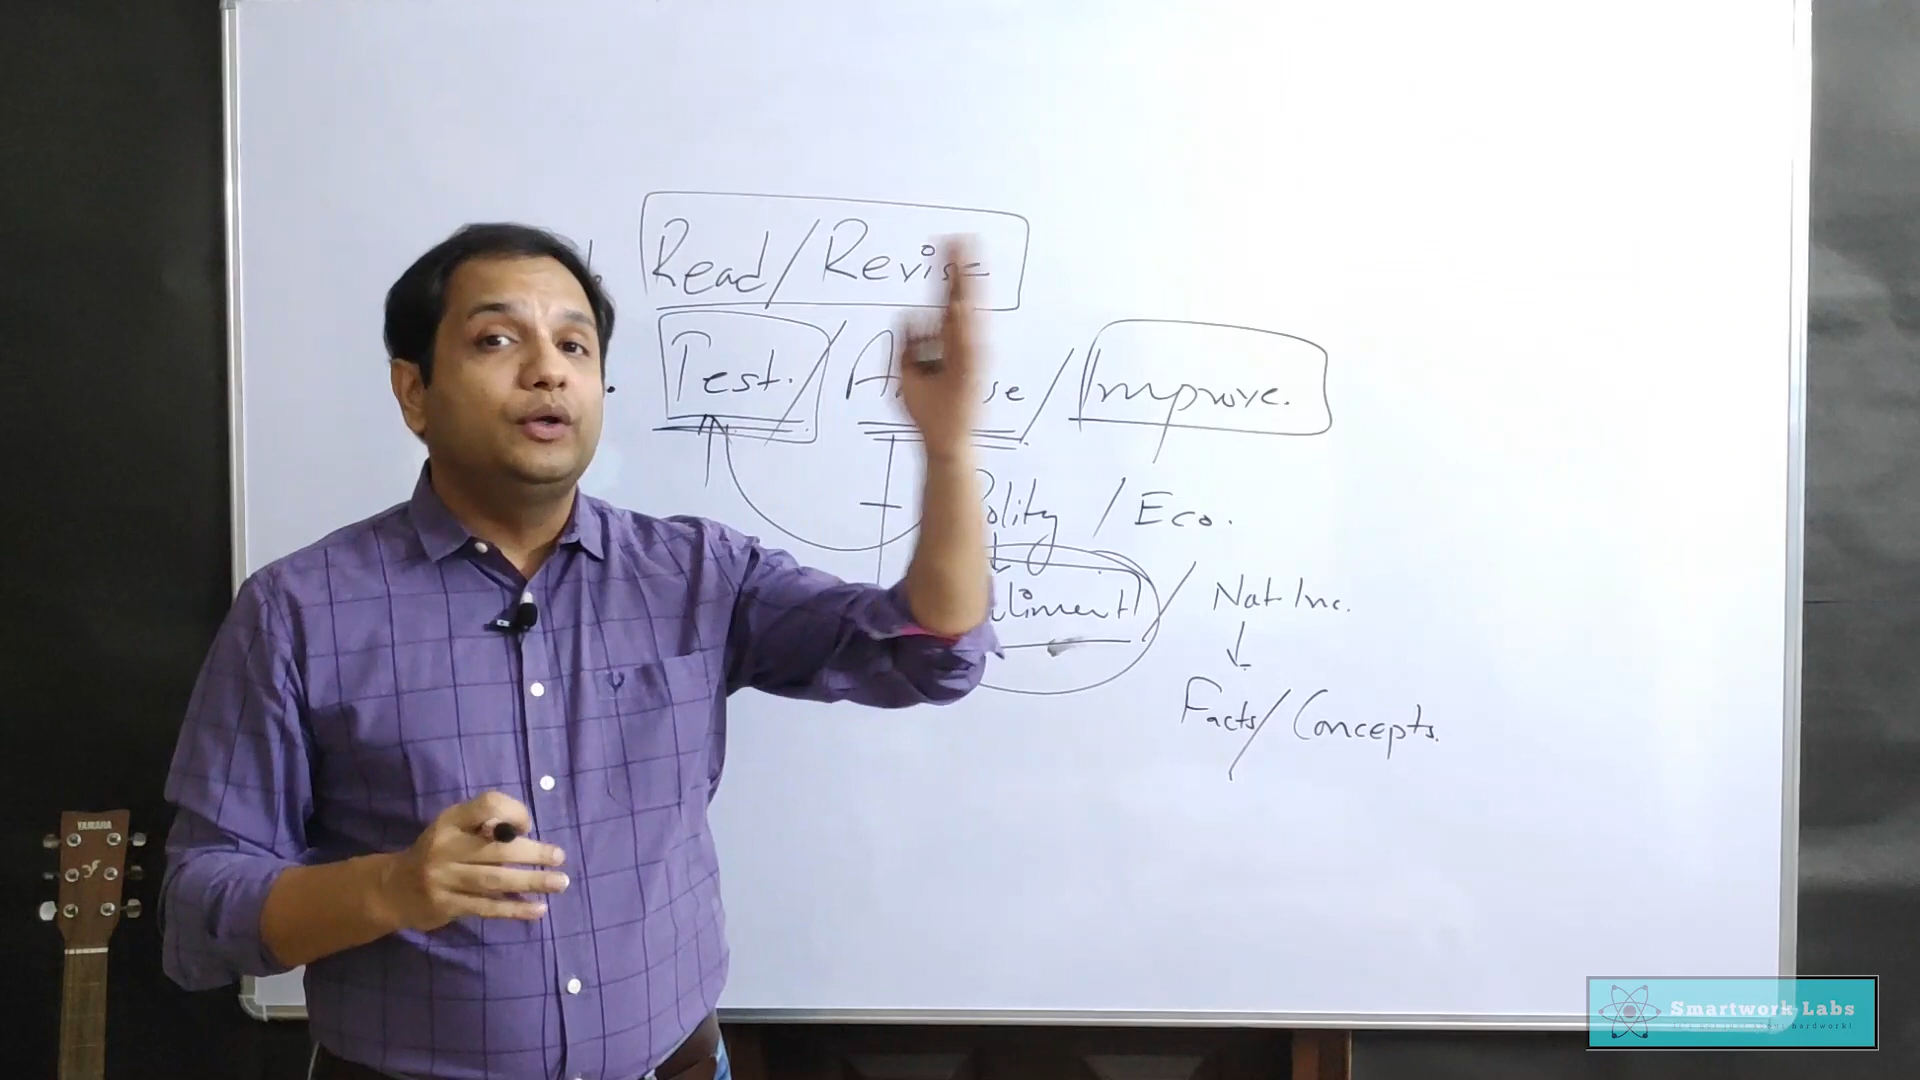 Read/Revise
Test. / / Improve.
/ Eco.
/ Nat Inc.
Facts/Concepts.
YAMAHA
Smartwork Labs